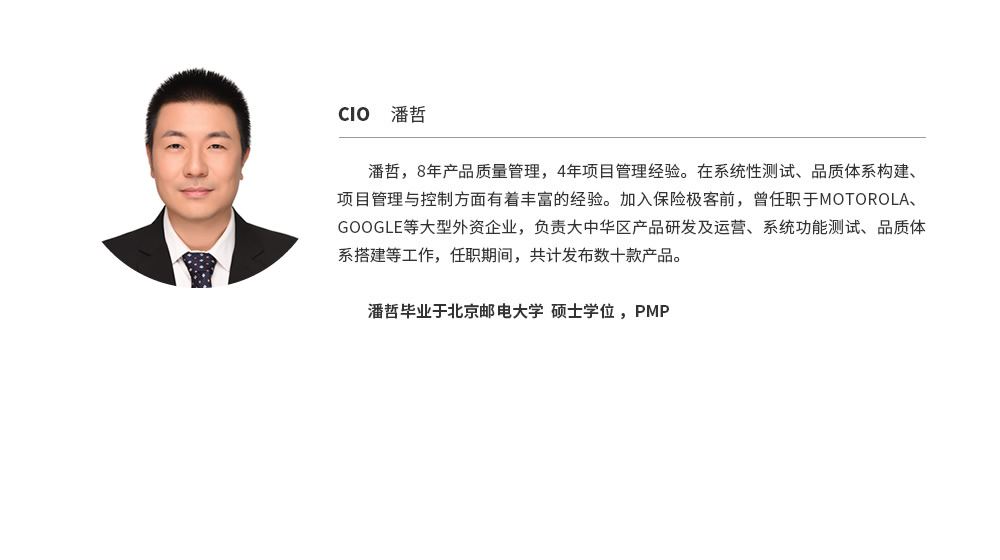 CIO 潘哲
潘哲，8年产品质量管理，4年项目管理经验。在系统性测试、品质体系构建、
项目管理与控制方面有着丰富的经验。加入保险极客前，曾任职于MOTOROLA、
GOOGLE等大型外资企业，负责大中华区产品研发及运营、系统功能测试、品质体
系搭建等工作，任职期间，共计发布数十款产品。
潘哲毕业于北京邮电大学 硕士学位 ，PMP